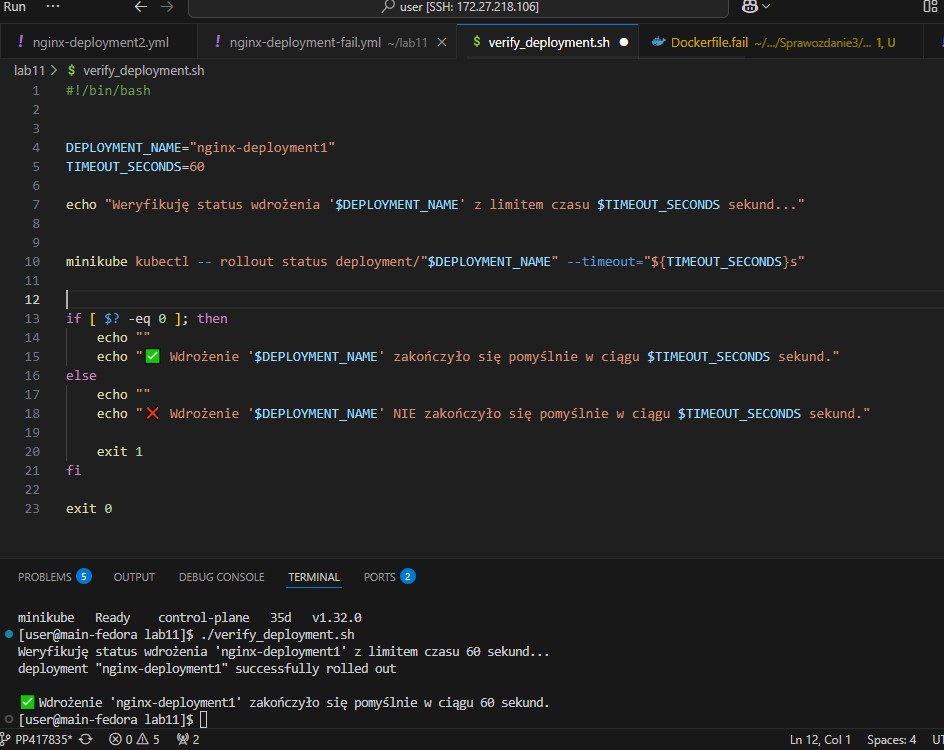 Run ··· ← → user [SSH: 172.27.218.106]
! nginx-deployment2.yml ! nginx-deployment-fail.yml ~/lab11 × $ verify_deployment.sh ● Dockerfile.fail ~/.../Sprawozdanie3/... 1, U
lab11 > $ verify_deployment.sh
1 #!/bin/bash
2
3
4 DEPLOYMENT_NAME="nginx-deployment1"
5 TIMEOUT_SECONDS=60
6
7 echo "Weryfikuję status wdrożenia '$DEPLOYMENT_NAME' z limitem czasu $TIMEOUT_SECONDS sekund..."
8
9
10 minikube kubectl -- rollout status deployment/"$DEPLOYMENT_NAME" --timeout="${TIMEOUT_SECONDS}s"
11
12
13 if [ $? -eq 0 ]; then
14 echo ""
15 echo "✅ Wdrożenie '$DEPLOYMENT_NAME' zakończyło się pomyślnie w ciągu $TIMEOUT_SECONDS sekund."
16 else
17 echo ""
18 echo "❌ Wdrożenie '$DEPLOYMENT_NAME' NIE zakończyło się pomyślnie w ciągu $TIMEOUT_SECONDS sekund."
19
20 exit 1
21 fi
22
23 exit 0
PROBLEMS 5 OUTPUT DEBUG CONSOLE TERMINAL PORTS 2
minikube Ready control-plane 35d v1.32.0
[user@main-fedora lab11]$ ./verify_deployment.sh
Weryfikuję status wdrożenia 'nginx-deployment1' z limitem czasu 60 sekund...
deployment "nginx-deployment1" successfully rolled out
✅ Wdrożenie 'nginx-deployment1' zakończyło się pomyślnie w ciągu 60 sekund.
[user@main-fedora lab11]$
PP417835* 0 5 2 Ln 12, Col 1 Spaces: 4 UT